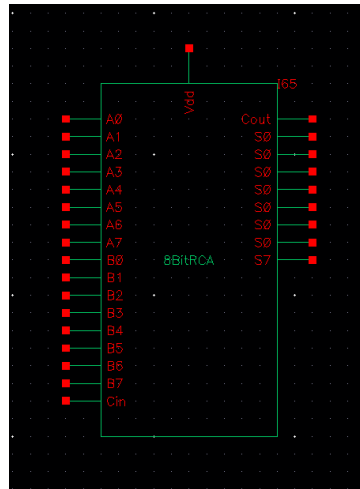 Vdd
I65
A0 Cout
A1 S0
A2 S0
A3 S0
A4 S0
A5 S0
A6 S0
A7 S0
B0 8BitRCA S7
B1
B2
B3
B4
B5
B6
B7
Cin